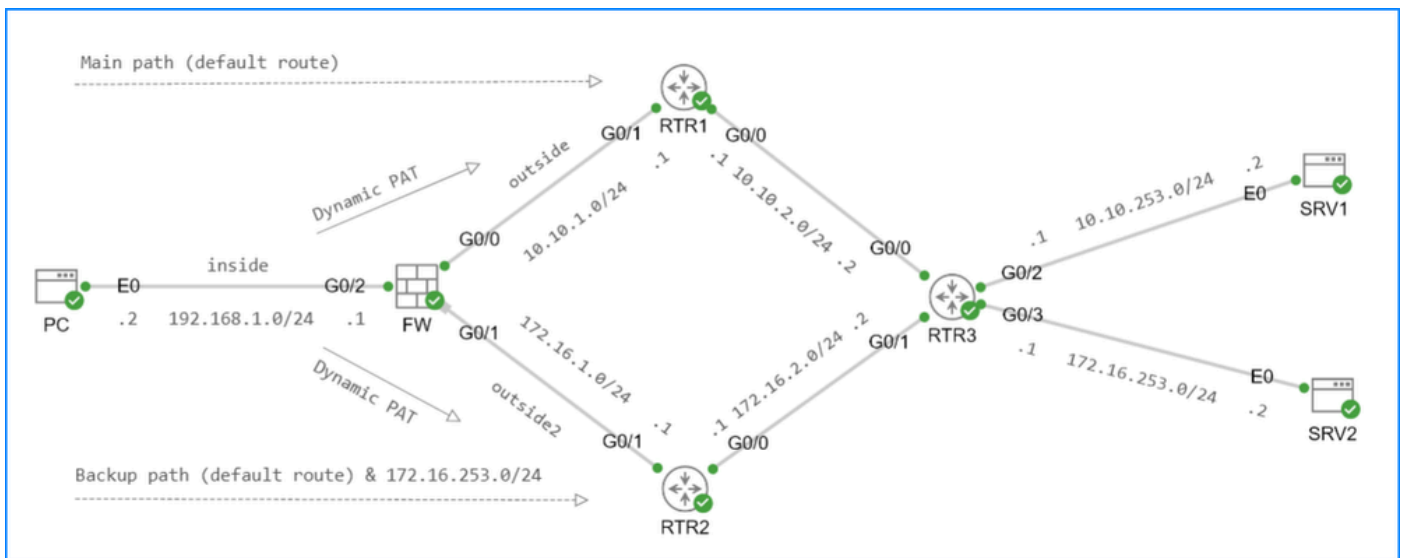 Main path (default route)
RTR1
G0/1
G0/0
outside
.1
Dynamic PAT
10.10.1.0/24
.1 10.10.2.0/24 .2
.2
10.10.253.0/24
E0
SRV1
.1
G0/0
inside
G0/0
G0/2
E0
G0/2
PC
.2 192.168.1.0/24 .1
FW
G0/3
RTR3
G0/1
172.16.1.0/24
.1 172.16.2.0/24 .2
G0/1
.1
172.16.253.0/24
E0
.2
SRV2
Dynamic PAT
outside2
.1
G0/1
G0/0
Backup path (default route) & 172.16.253.0/24
RTR2